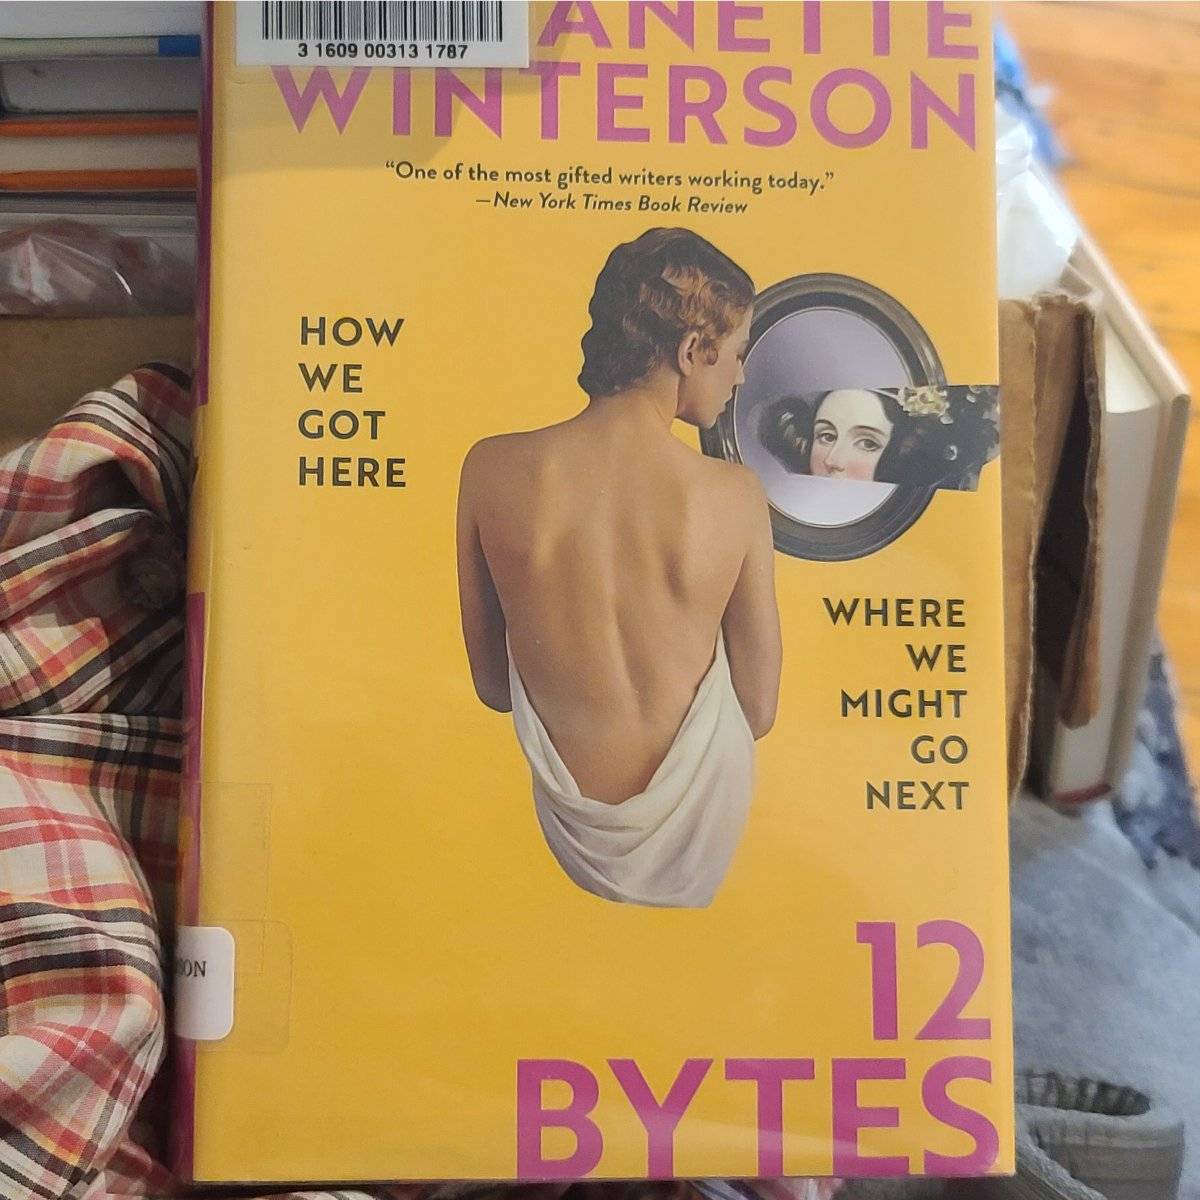 3 1609 00313 1787
ANETTE
WINTERSON
“One of the most gifted writers working today.”
—New York Times Book Review
HOW
WE
GOT
HERE
WHERE
WE
MIGHT
GO
NEXT
SON
12
BYTES